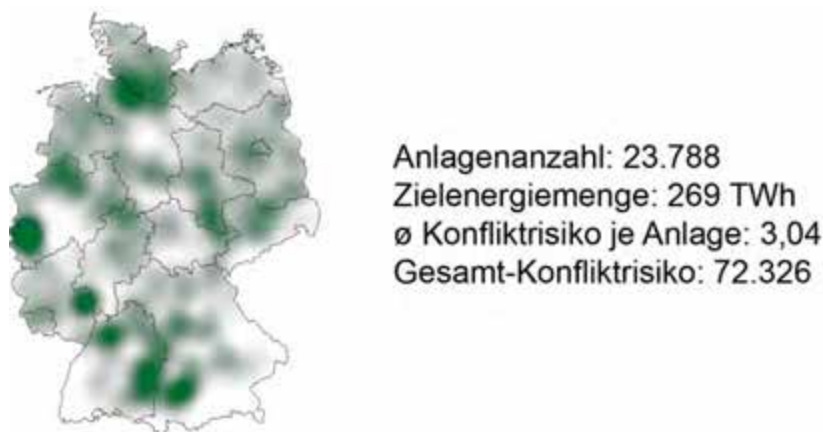 Anlagenanzahl: 23.788
Zielenergiemenge: 269 TWh
ø Konfliktrisiko je Anlage: 3,04
Gesamt-Konfliktrisiko: 72.326